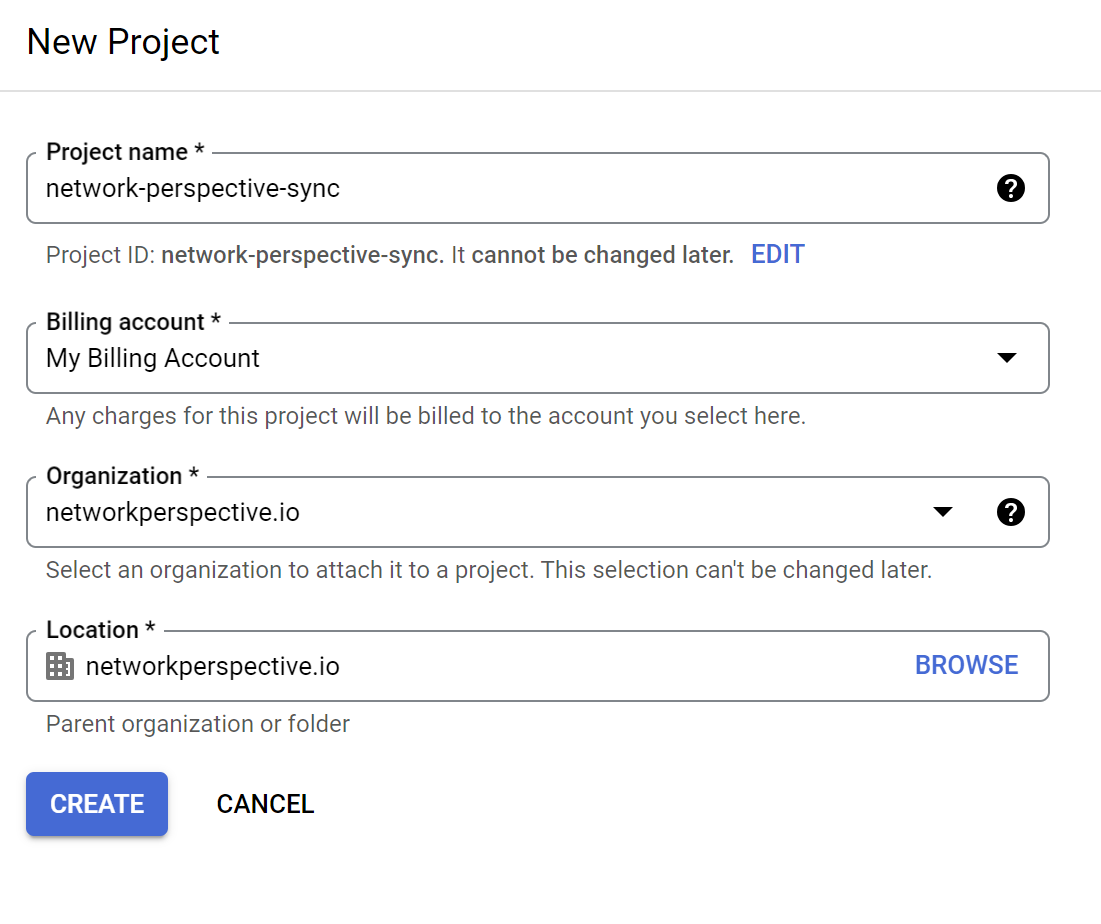 New Project
Project name *
network-perspective-sync
Project ID: network-perspective-sync. It cannot be changed later. EDIT
Billing account *
My Billing Account
Any charges for this project will be billed to the account you select here.
Organization *
networkperspective.io
Select an organization to attach it to a project. This selection can't be changed later.
Location *
networkperspective.io BROWSE
Parent organization or folder
CREATE CANCEL